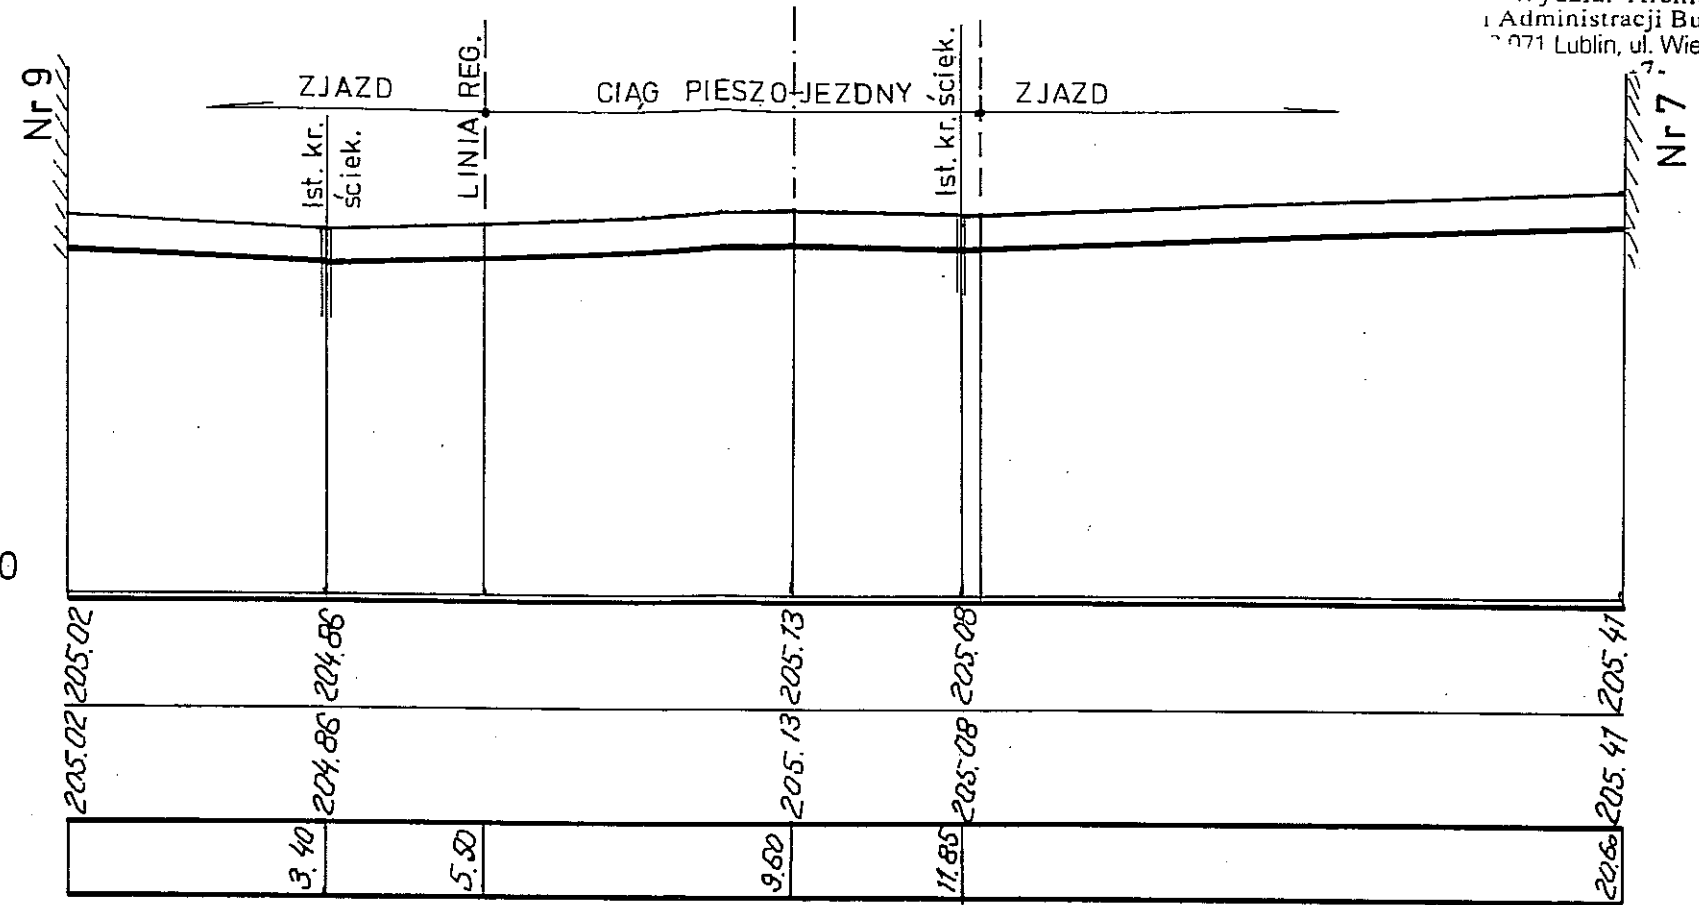 i Administracji Bu
071 Lublin, ul. Wie
Nr 9
ZJAZD
LINIA REG.
CIĄG PIESZO-JEZDNY
ZJAZD
Nr 7
Ist. kr.
ściek.
Ist. kr. ściek.
0
205.02 204.86 205.13 205.08 205.41
205.02 204.86 205.13 205.08 205.41
3.40 5.50 9.60 11.85 20.60